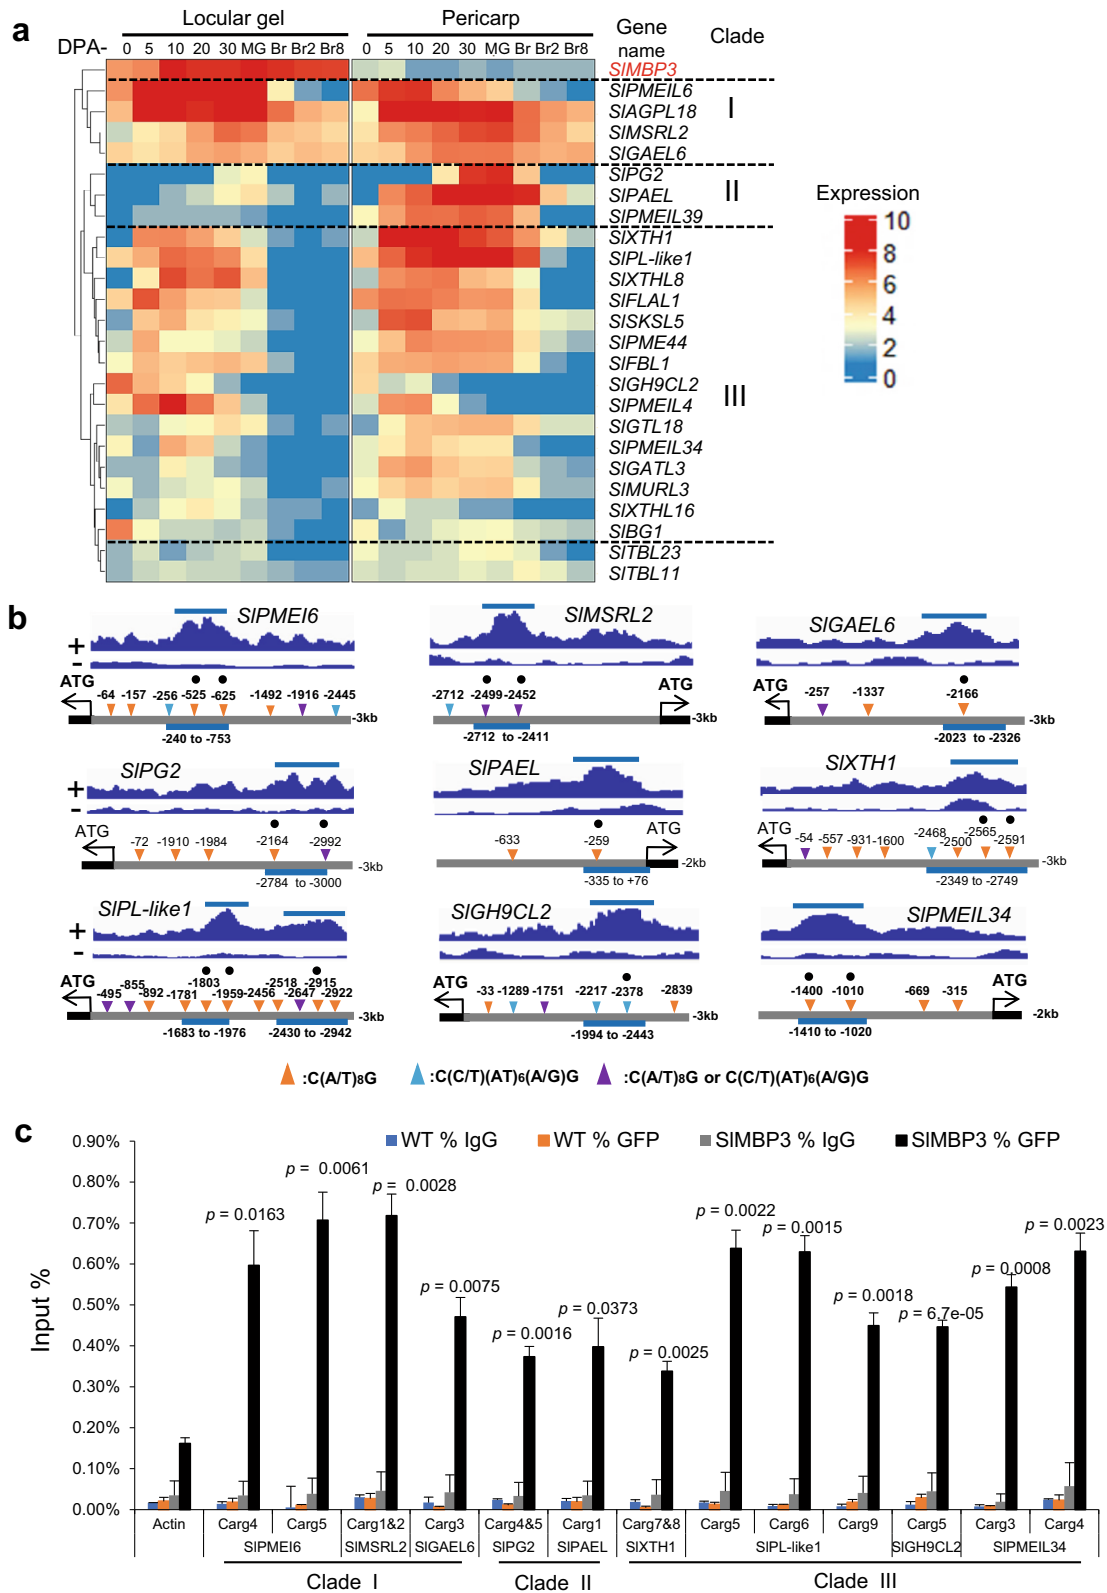 a
Locular gel Pericarp Gene name Clade
DPA- 0 5 10 20 30 MG Br Br2 Br8 0 5 10 20 30 MG Br Br2 Br8
SlMBP3
SlPMEIL6
SlAGPL18
I
SlMSRL2
SlGAEL6
SlPG2
SlPAEL
II
SlPMEIL39
SlXTH1
SlPL-like1
SlXTHL8
SlFLAL1
SlSKSL5
SlPME44
SlFBL1
SlGH9CL2
SlPMEIL4
III
SlGTL18
SlPMEIL34
SlGATL3
SlMURL3
SlXTHL16
SlBG1
SlTBL23
SlTBL11
Expression
10
8
6
4
2
0
b
SlPMEI6
+
-
ATG
-64 -157 -256 -525 -625 -1492 -1916 -2445
-3kb
-240 to -753
SlMSRL2
-2712 -2499 -2452
ATG
-3kb
-2712 -2411
to
SlGAEL6
ATG
-257 -1337 -2166
-3kb
-2023 to -2326
SlPG2
+
-
ATG
-72 -1910 -1984 -2164 -2992
-3kb
-2784 to -3000
SlPAEL
-633 -259
ATG
-2kb
-335 to +76
SlXTH1
ATG
-54 -557 -931 -1600 -2468 -2500 -2565 -2591
-3kb
-2349 to -2749
SlPL-like1
+
-
ATG
-495 -855 -892 -1781 -1803 -1959 -2456 -2518 -2647 -2915 -2922
-3kb
-1683 to -1976 -2430 to -2942
SlGH9CL2
ATG
-33 -1289 -1751 -2217 -2378 -2839
-3kb
-1994 to -2443
SlPMEIL34
-1400 -1010 -669 -315
ATG
-2kb
-1410 to -1020
:C(A/T)8G :C(C/T)(AT)6(A/G)G :C(A/T)8G or C(C/T)(AT)6(A/G)G
c
WT % IgG WT % GFP SlMBP3 % IgG SlMBP3 % GFP
Input %
0.90%
0.80%
0.70%
0.60%
0.50%
0.40%
0.30%
0.20%
0.10%
0.00%
p = 0.0163
p = 0.0061
p = 0.0028
p = 0.0075
p = 0.0016
p = 0.0373
p = 0.0025
p = 0.0022
p = 0.0015
p = 0.0018
p = 6.7e-05
p = 0.0008
p = 0.0023
Actin Carg4 Carg5 Carg1&2 Carg3 Carg4&5 Carg1 Carg7&8 Carg5 Carg6 Carg9 Carg5 Carg3 Carg4
SlPMEI6 SlMSRL2 SlGAEL6 SlPG2 SlPAEL SlXTH1 SlPL-like1 SlGH9CL2 SlPMEIL34
Clade I Clade II Clade III